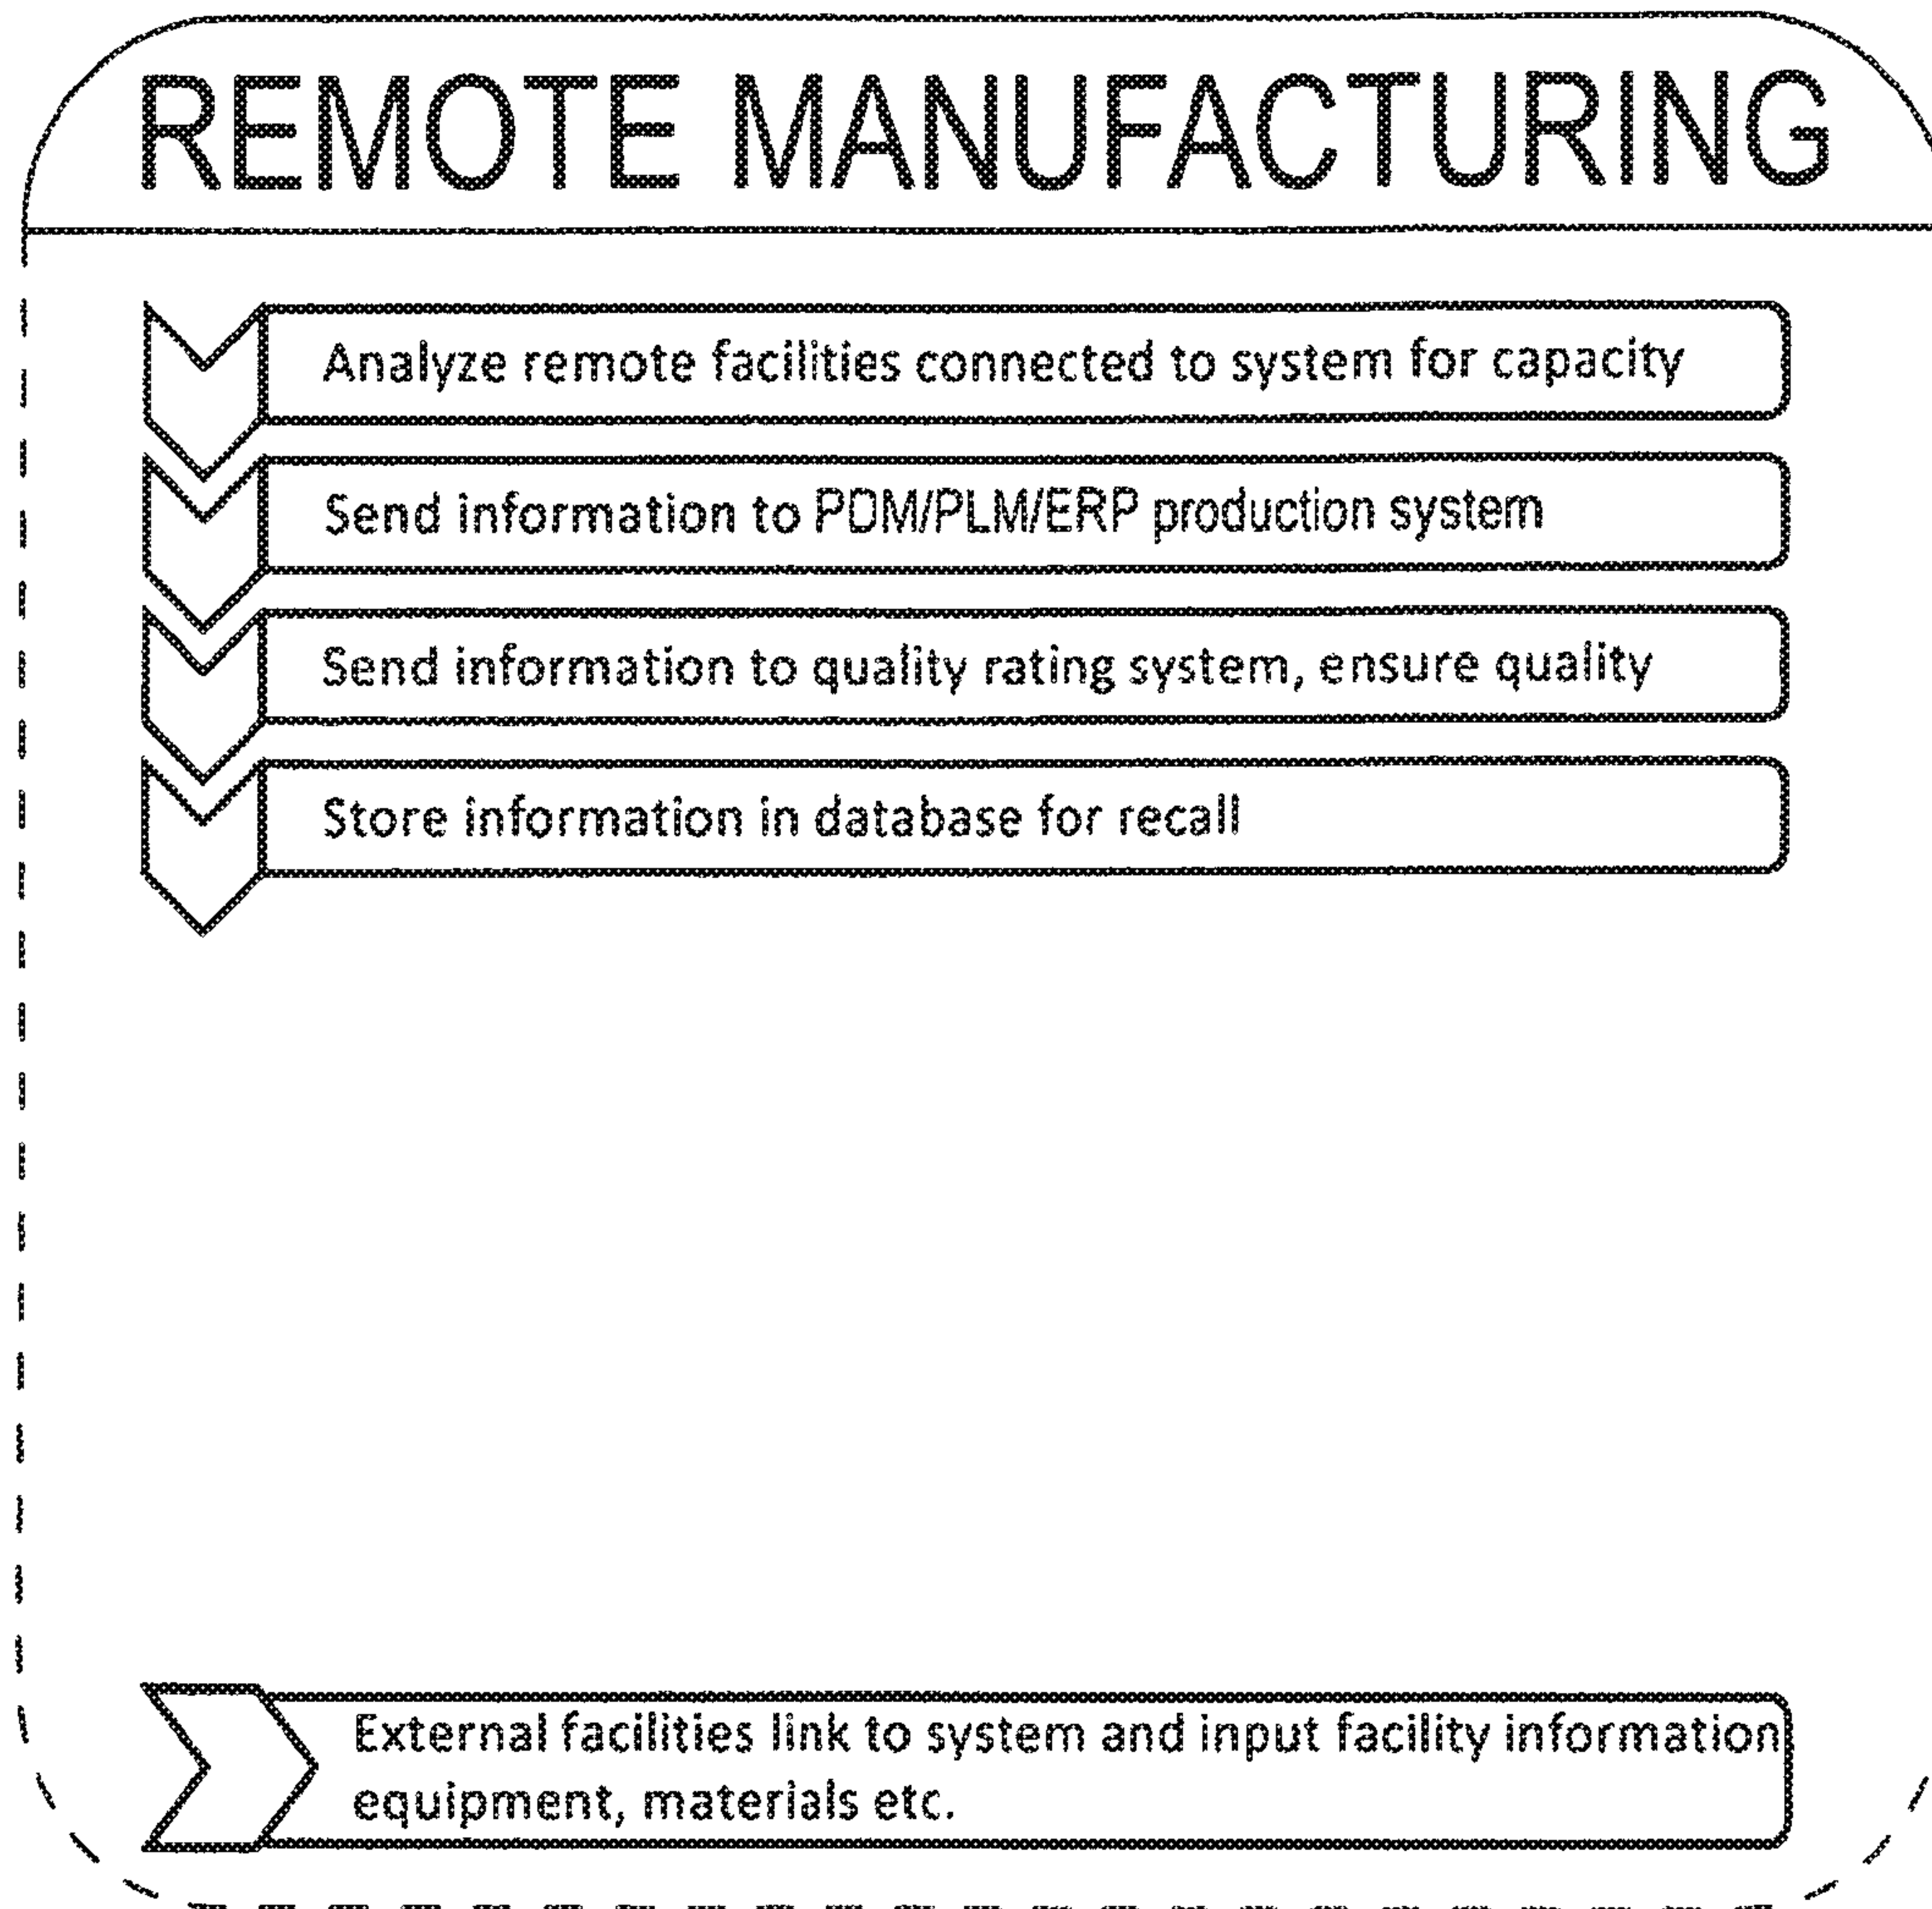 REMOTE MANUFACTURING
Analyze remote facilities connected to system for capacity
Send information to PDM/PLM/ERP production system
Send information to quality rating system, ensure quality
Store information in database for recall
External facilities link to system and input facility information
equipment, materials etc.